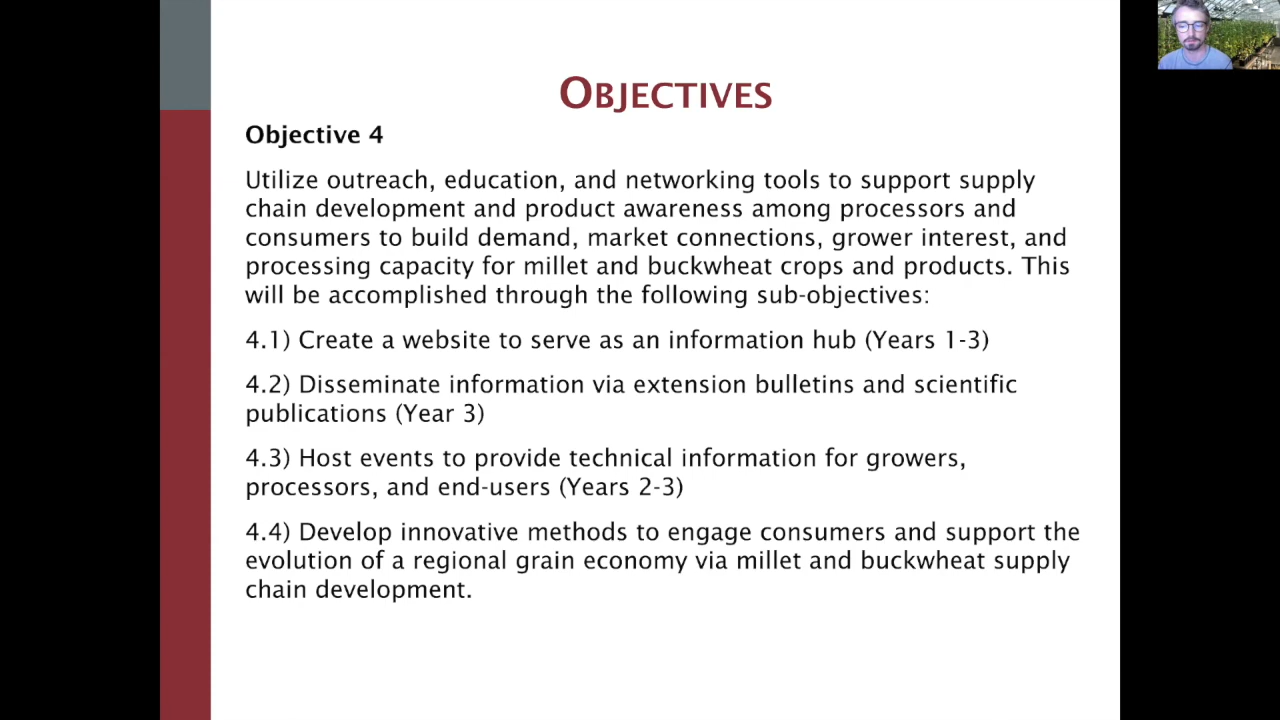 OBJECTIVES
Objective 4
Utilize outreach, education, and networking tools to support supply
chain development and product awareness among processors and
consumers to build demand, market connections, grower interest, and
processing capacity for millet and buckwheat crops and products. This
will be accomplished through the following sub-objectives:
4.1) Create a website to serve as an information hub (Years 1-3)
4.2) Disseminate information via extension bulletins and scientific
publications (Year 3)
4.3) Host events to provide technical information for growers,
processors, and end-users (Years 2-3)
4.4) Develop innovative methods to engage consumers and support the
evolution of a regional grain economy via millet and buckwheat supply
chain development.